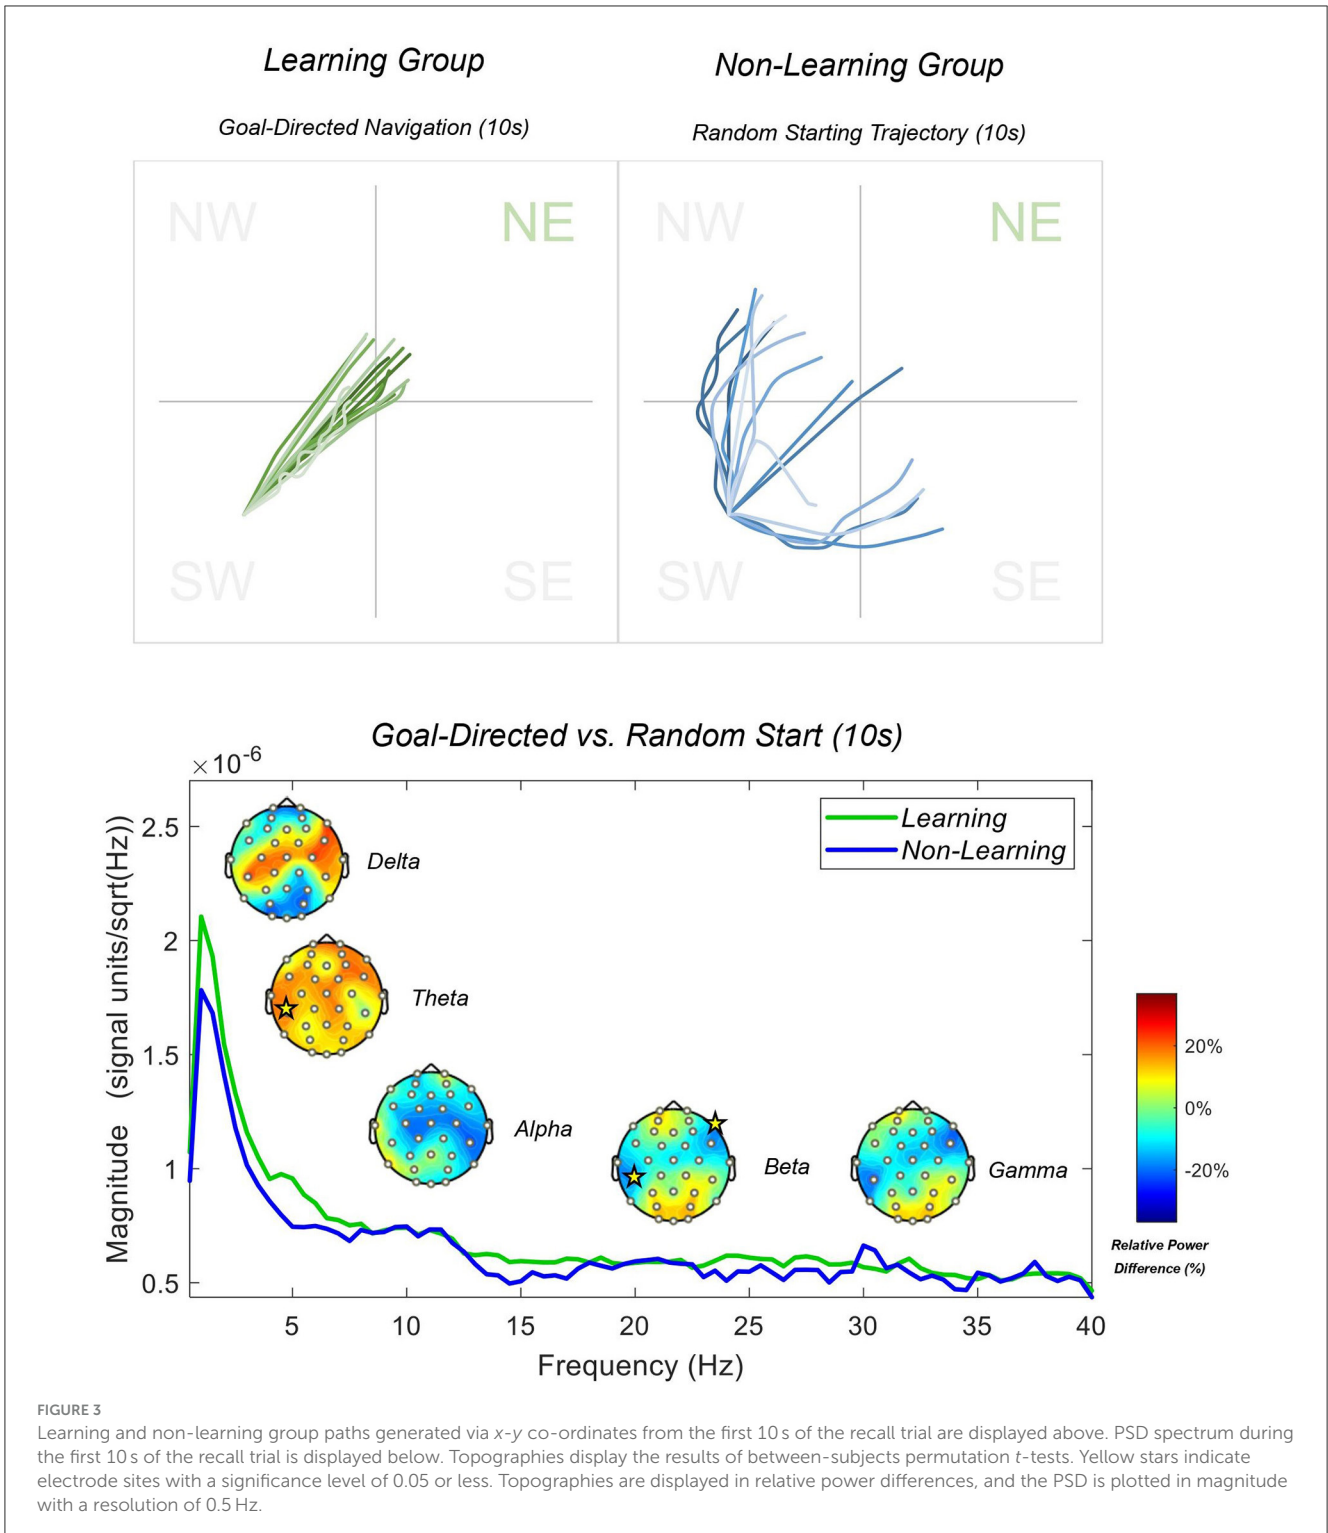 Learning Group
Non-Learning Group
Goal-Directed Navigation (10s)
Random Starting Trajectory (10s)
NW
NE
NW
NE
SW
SE
SW
SE
Goal-Directed vs. Random Start (10s)
×10-6
Magnitude (signal units/sqrt(Hz))
2.5
2
1.5
1
0.5
Learning
Non-Learning
Delta
Theta
Alpha
Beta
Gamma
20%
0%
-20%
Relative Power
Difference (%)
5 10 15 20 25 30 35 40
Frequency (Hz)
FIGURE 3
Learning and non-learning group paths generated via x-y co-ordinates from the first 10 s of the recall trial are displayed above. PSD spectrum during
the first 10 s of the recall trial is displayed below. Topographies display the results of between-subjects permutation t-tests. Yellow stars indicate
electrode sites with a significance level of 0.05 or less. Topographies are displayed in relative power differences, and the PSD is plotted in magnitude
with a resolution of 0.5 Hz.